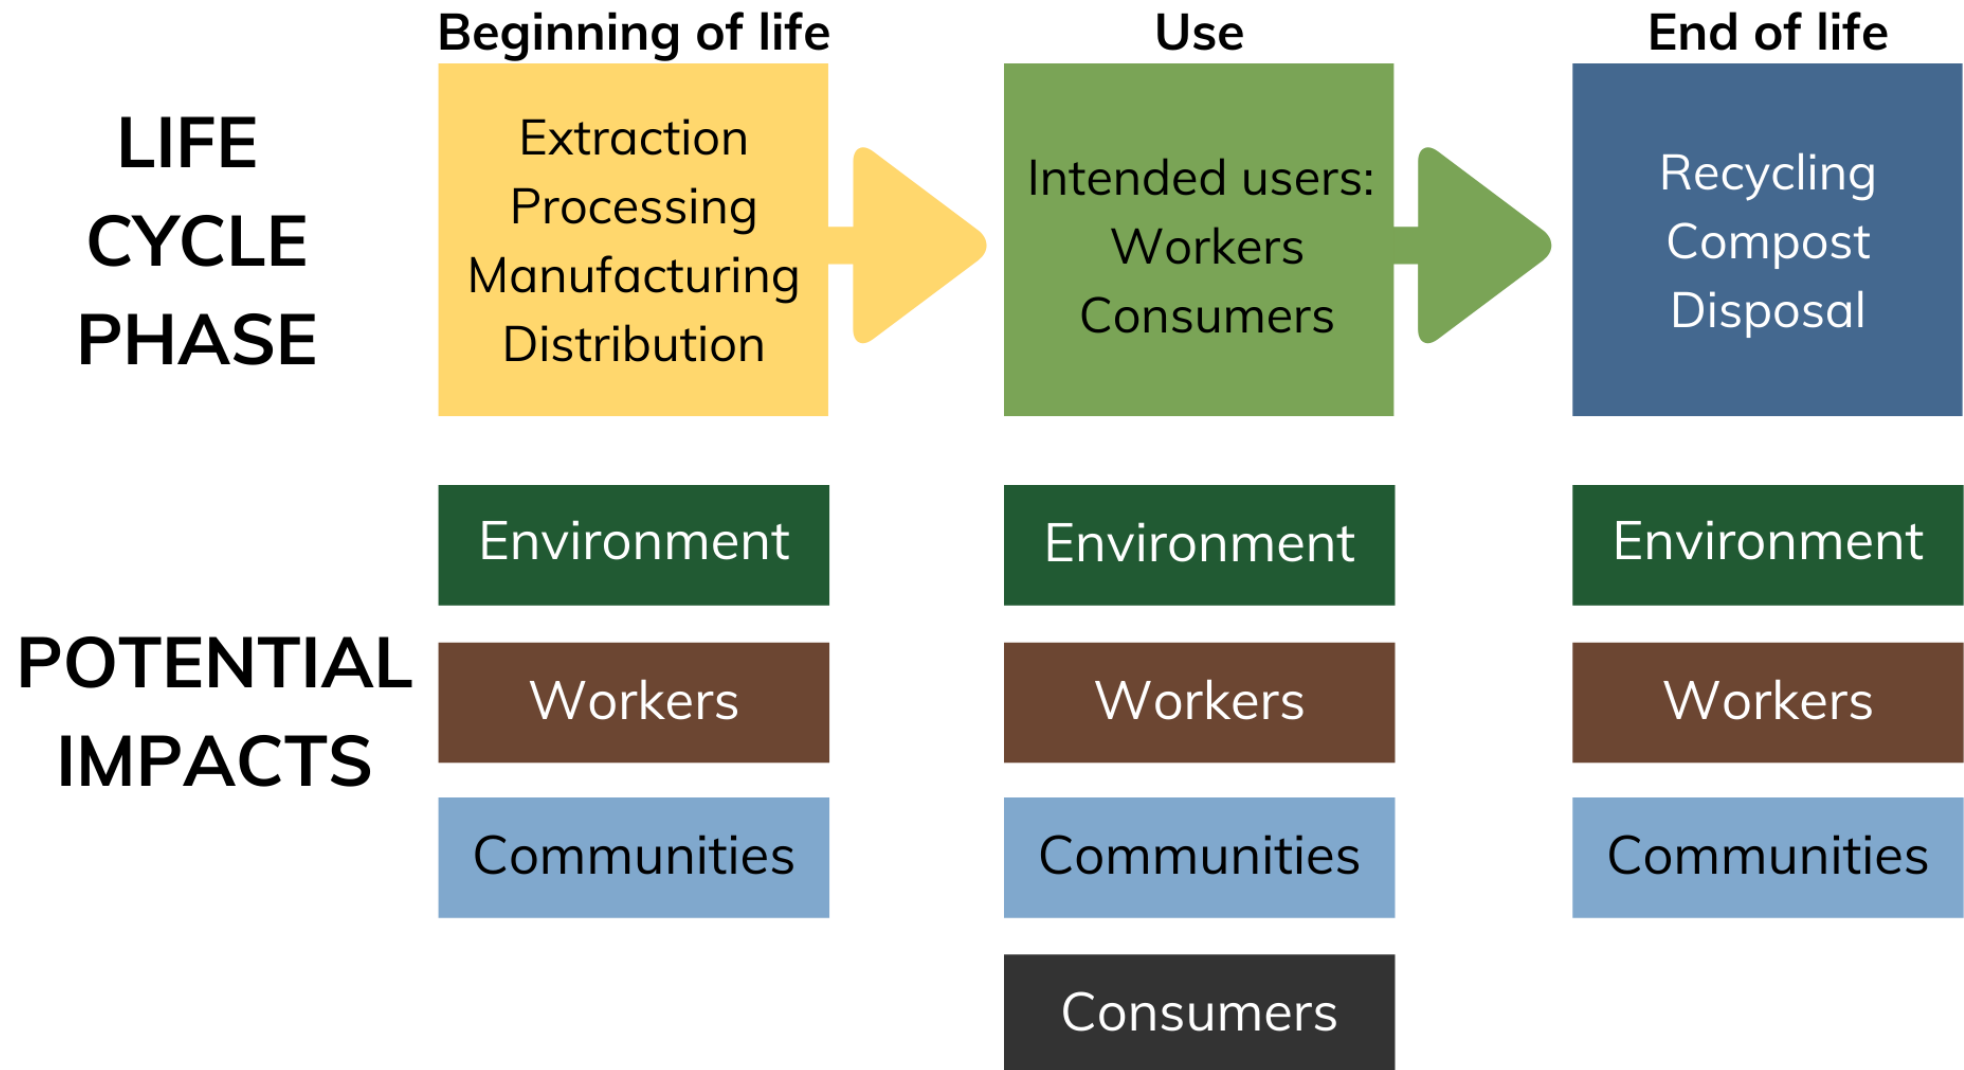 Beginning of life
Use
End of life
LIFE
CYCLE
PHASE
Extraction
Processing
Manufacturing
Distribution
Intended users:
Workers
Consumers
Recycling
Compost
Disposal
POTENTIAL
IMPACTS
Environment
Environment
Environment
Workers
Workers
Workers
Communities
Communities
Communities
Consumers